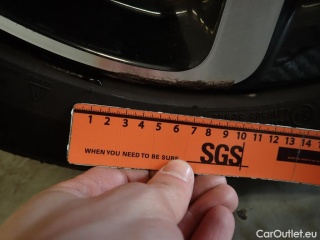 1 2 3 4 5 6 7 8 9 10 11 12 13 14
WHEN YOU NEED TO BE SURE
SGS
CarOutlet.eu